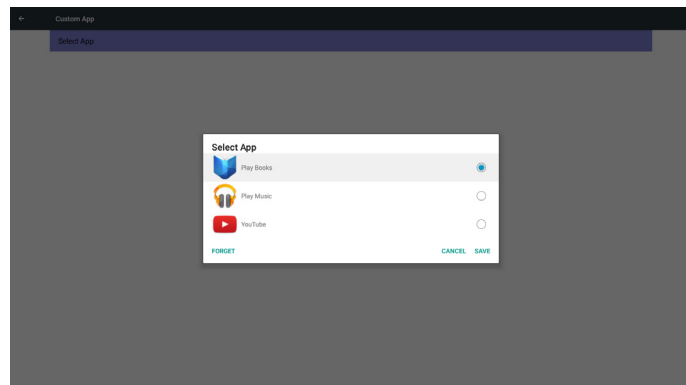 Custom App
Select App
Select App
Play Books
Play Music
YouTube
FORGET CANCEL SAVE